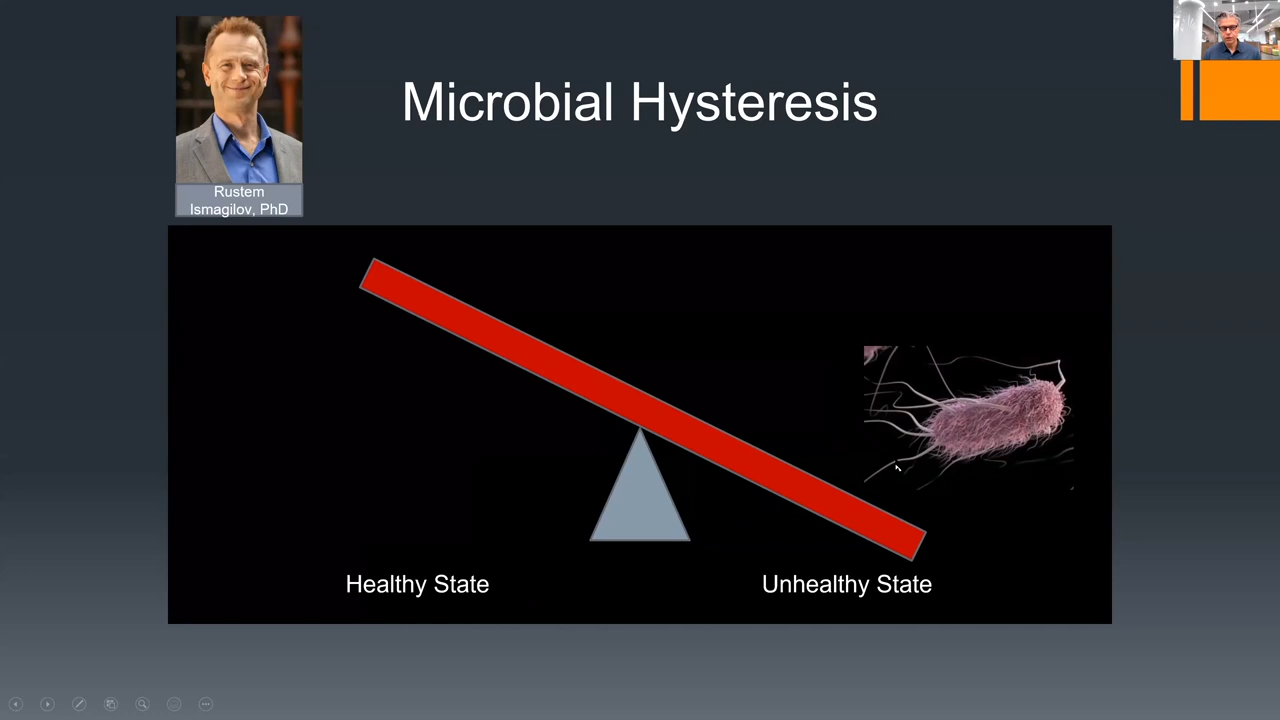 Microbial Hysteresis
Rustem
Ismagilov, PhD
Healthy State
Unhealthy State